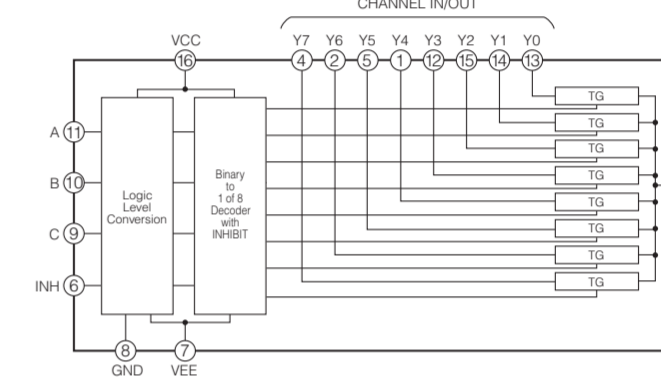 CHANNEL IN/OUT
VCC
Y7 Y6 Y5 Y4 Y3 Y2 Y1 Y0
16
4 2 5 1 12 15 14 13
TG
TG
TG
TG
TG
TG
TG
TG
A 11
B 10
C 9
INH 6
Logic
Level
Conversion
Binary
to
1 of 8
Decoder
with
INHIBIT
8
7
GND
VEE